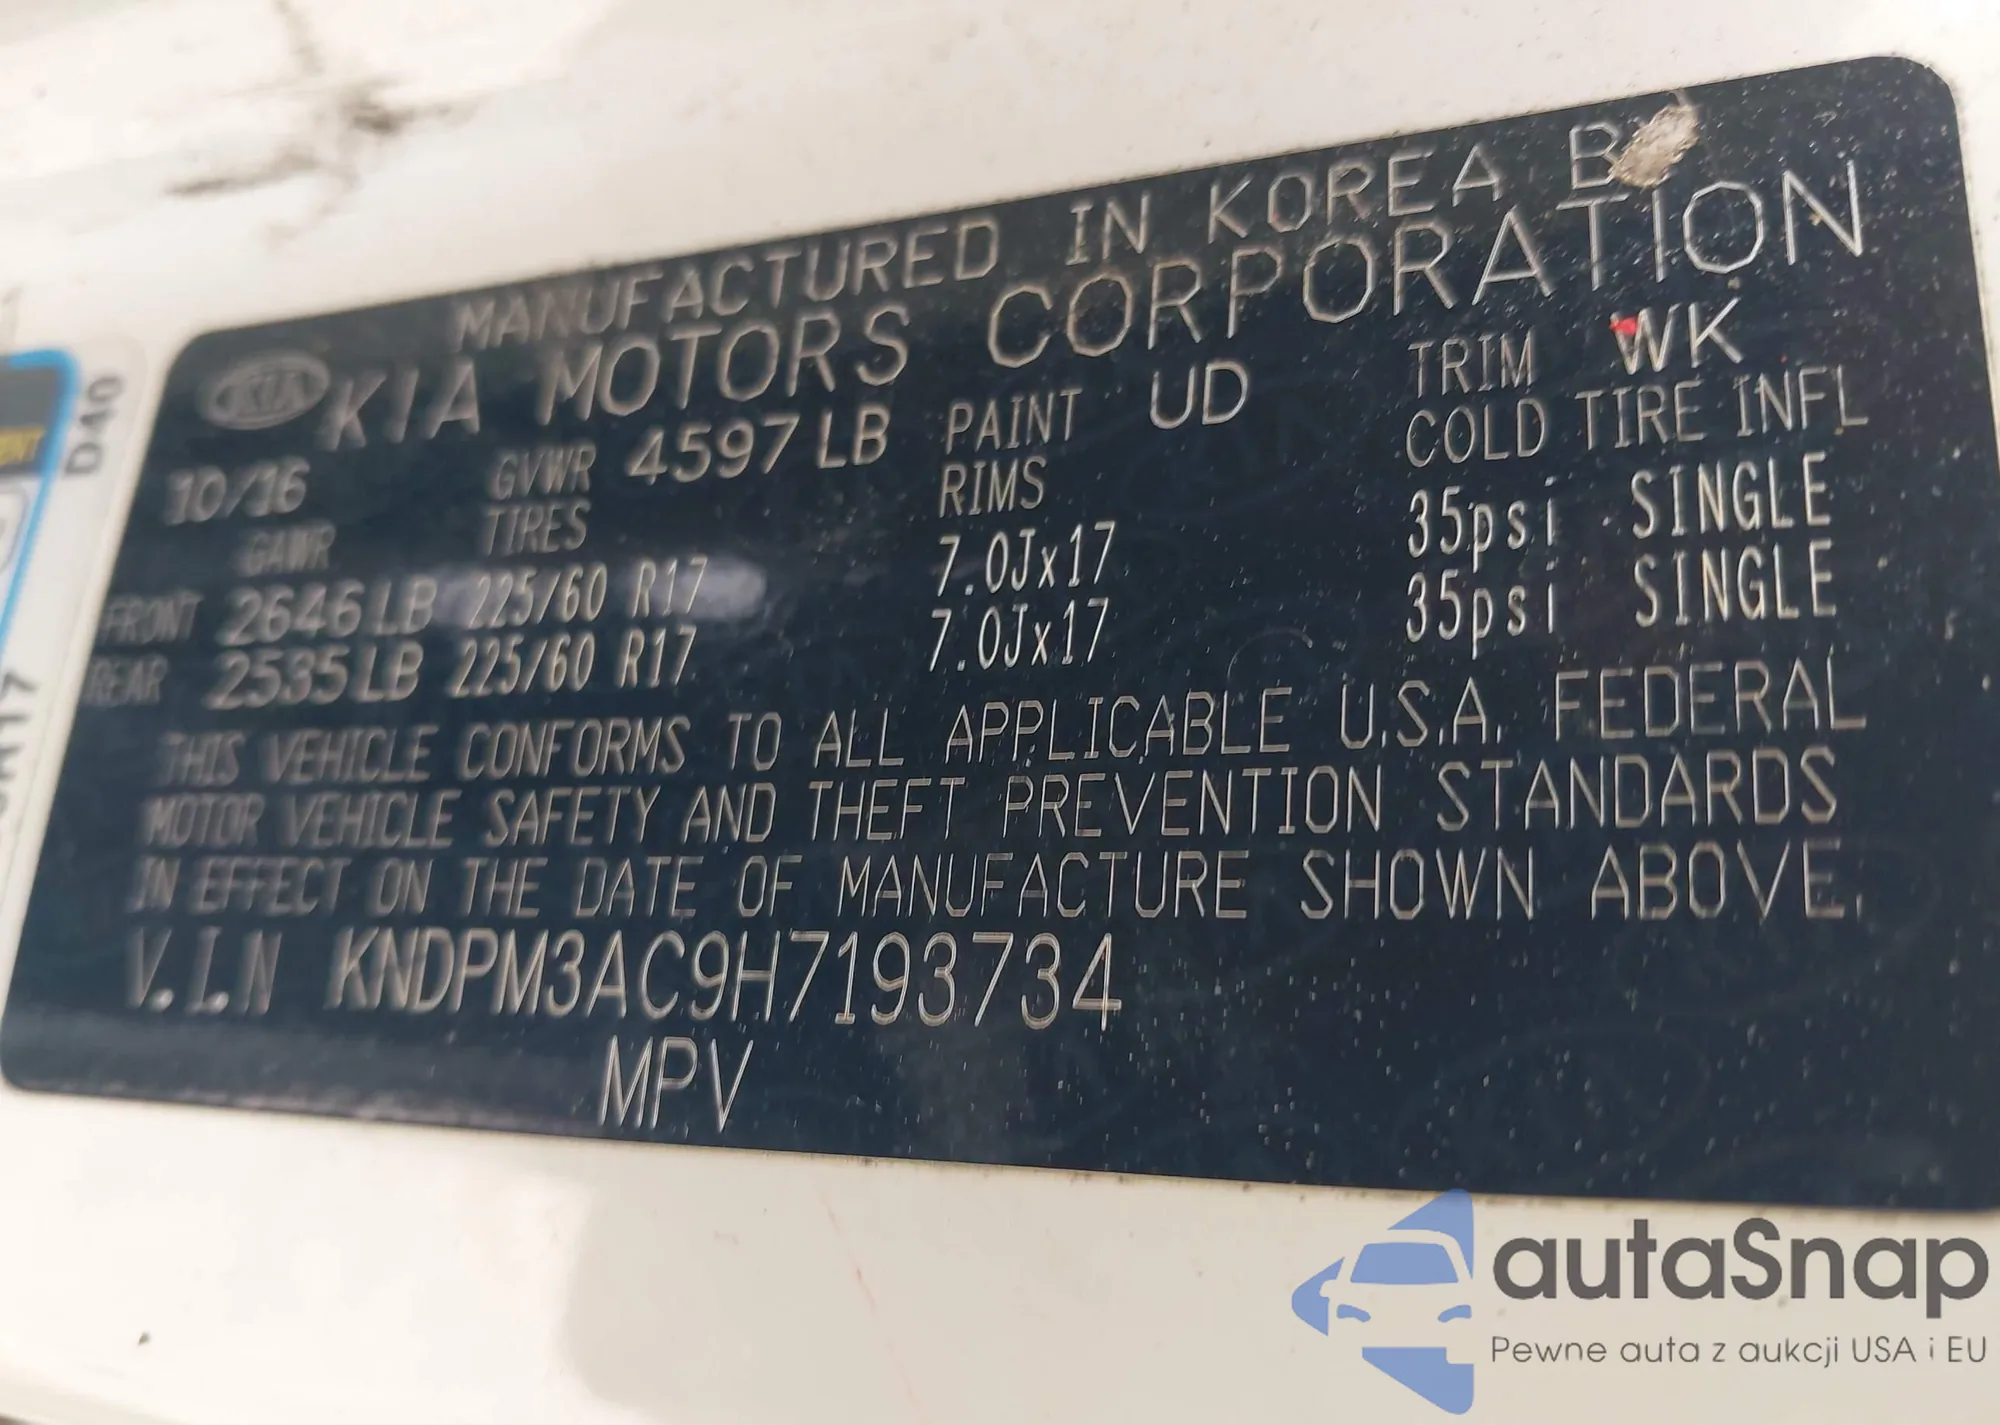 MANUFACTURED IN KOREA B
KIA KIA MOTORS CORPORATION
10/16 GVWR 4597 LB PAINT UD TRIM WK
GAWR TIRES RIMS COLD TIRE INFL
FRONT 2646 LB 225/60 R17 7.0Jx17 35psi SINGLE
REAR 2535 LB 225/60 R17 7.0Jx17 35psi SINGLE
THIS VEHICLE CONFORMS TO ALL APPLICABLE U.S.A. FEDERAL
MOTOR VEHICLE SAFETY AND THEFT PREVENTION STANDARDS
IN EFFECT ON THE DATE OF MANUFACTURE SHOWN ABOVE.
V.I.N KNDPM3AC9H7193734
MPV
D40
autaSnap
Pewne auta z aukcji USA i EU